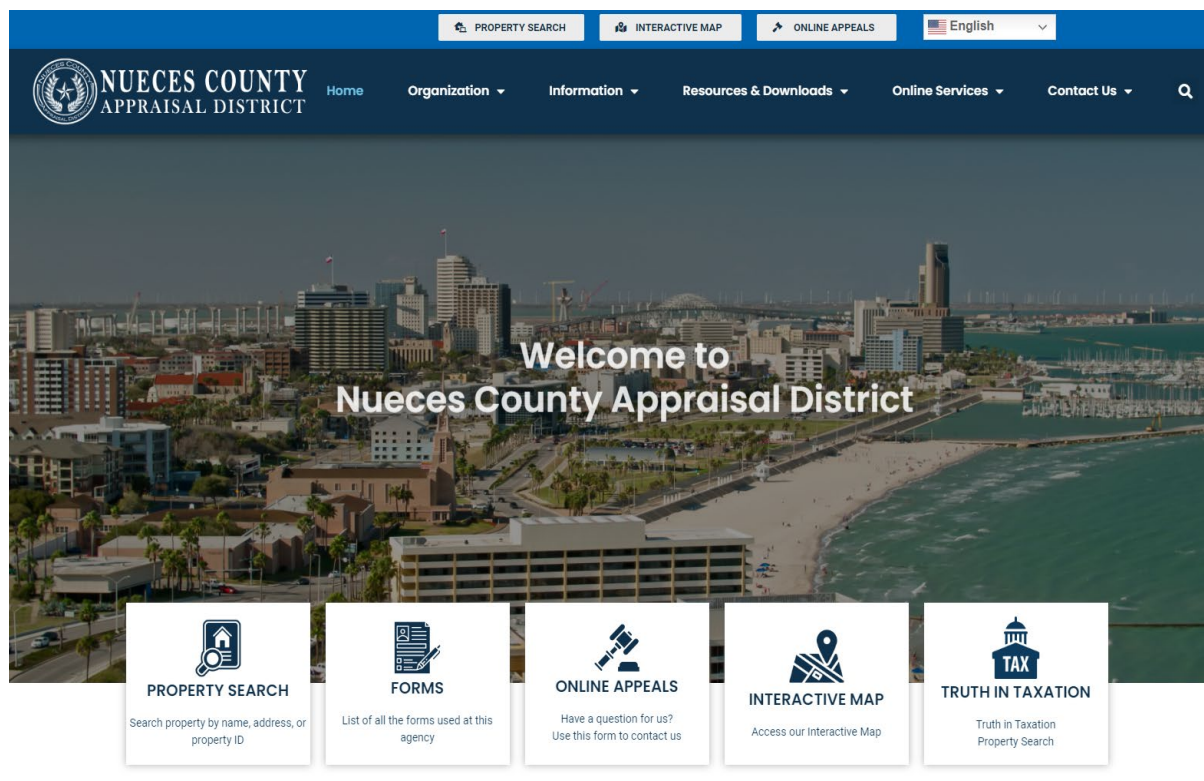 PROPERTY SEARCH
INTERACTIVE MAP
ONLINE APPEALS
English
NUECES COUNTY
APPRAISAL DISTRICT
Home
Organization
Information
Resources & Downloads
Online Services
Contact Us
Welcome to
Nueces County Appraisal District
PROPERTY SEARCH
Search property by name, address, or
property ID
FORMS
List of all the forms used at this
agency
ONLINE APPEALS
Have a question for us?
Use this form to contact us
INTERACTIVE MAP
Access our Interactive Map
TAX
TRUTH IN TAXATION
Truth in Taxation
Property Search